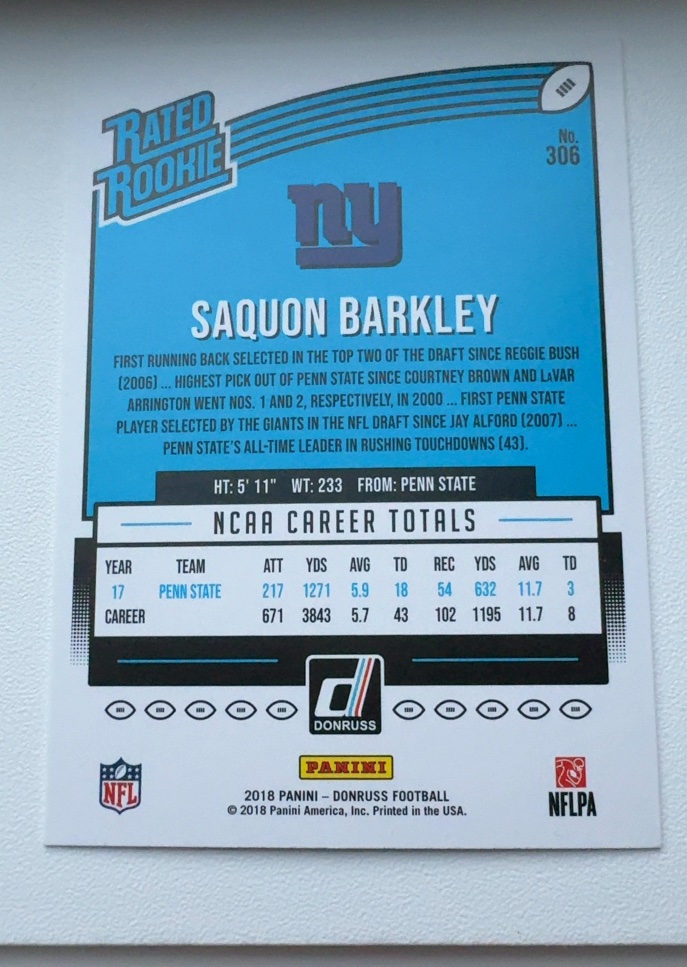 RATED
ROOKIE
No.
306
ny
SAQUON BARKLEY
FIRST RUNNING BACK SELECTED IN THE TOP TWO OF THE DRAFT SINCE REGGIE BUSH
(2006) ... HIGHEST PICK OUT OF PENN STATE SINCE COURTNEY BROWN AND LaVAR
ARRINGTON WENT NOS. 1 AND 2, RESPECTIVELY, IN 2000 ... FIRST PENN STATE
PLAYER SELECTED BY THE GIANTS IN THE NFL DRAFT SINCE JAY ALFORD (2007) ...
PENN STATE'S ALL-TIME LEADER IN RUSHING TOUCHDOWNS (43).
HT: 5' 11" WT: 233 FROM: PENN STATE
NCAA CAREER TOTALS
YEAR TEAM ATT YDS AVG TD REC YDS AVG TD
17 PENN STATE 217 1271 5.9 18 54 632 11.7 3
CAREER 671 3843 5.7 43 102 1195 11.7 8
d
DONRUSS
NFL
PANINI
NFLPA
2018 PANINI – DONRUSS FOOTBALL
© 2018 Panini America, Inc. Printed in the USA.